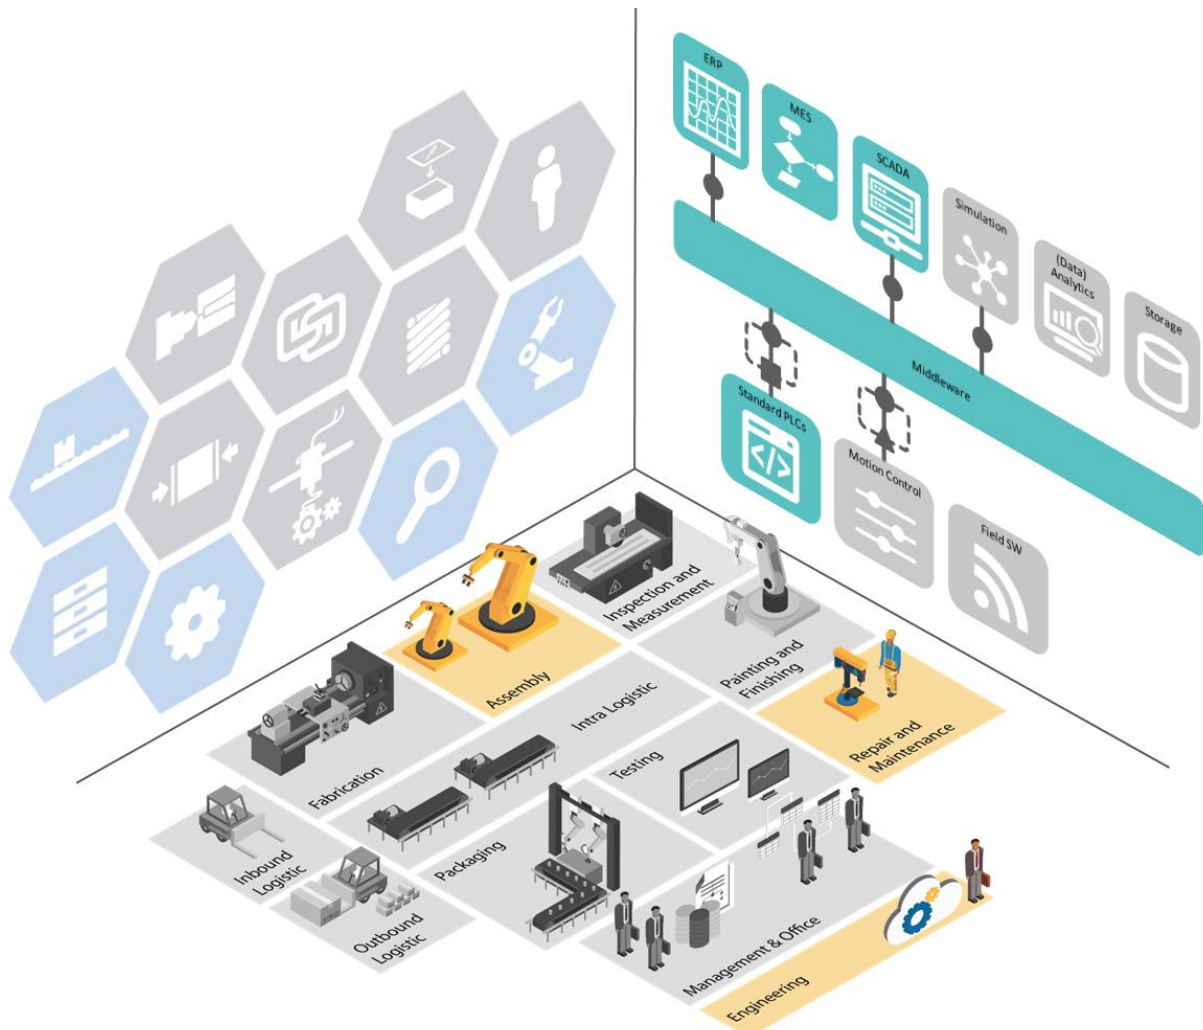 ERP
MES
SCADA
Simulation
(Data)
Analytics
Storage
Middleware
Standard PLCs
Motion Control
Field SW
Inspection and
Measurement
Painting and
Finishing
Assembly
Intra Logistic
Repair and
Maintenance
Fabrication
Testing
Inbound
Logistic
Packaging
Outbound
Logistic
Management & Office
Engineering